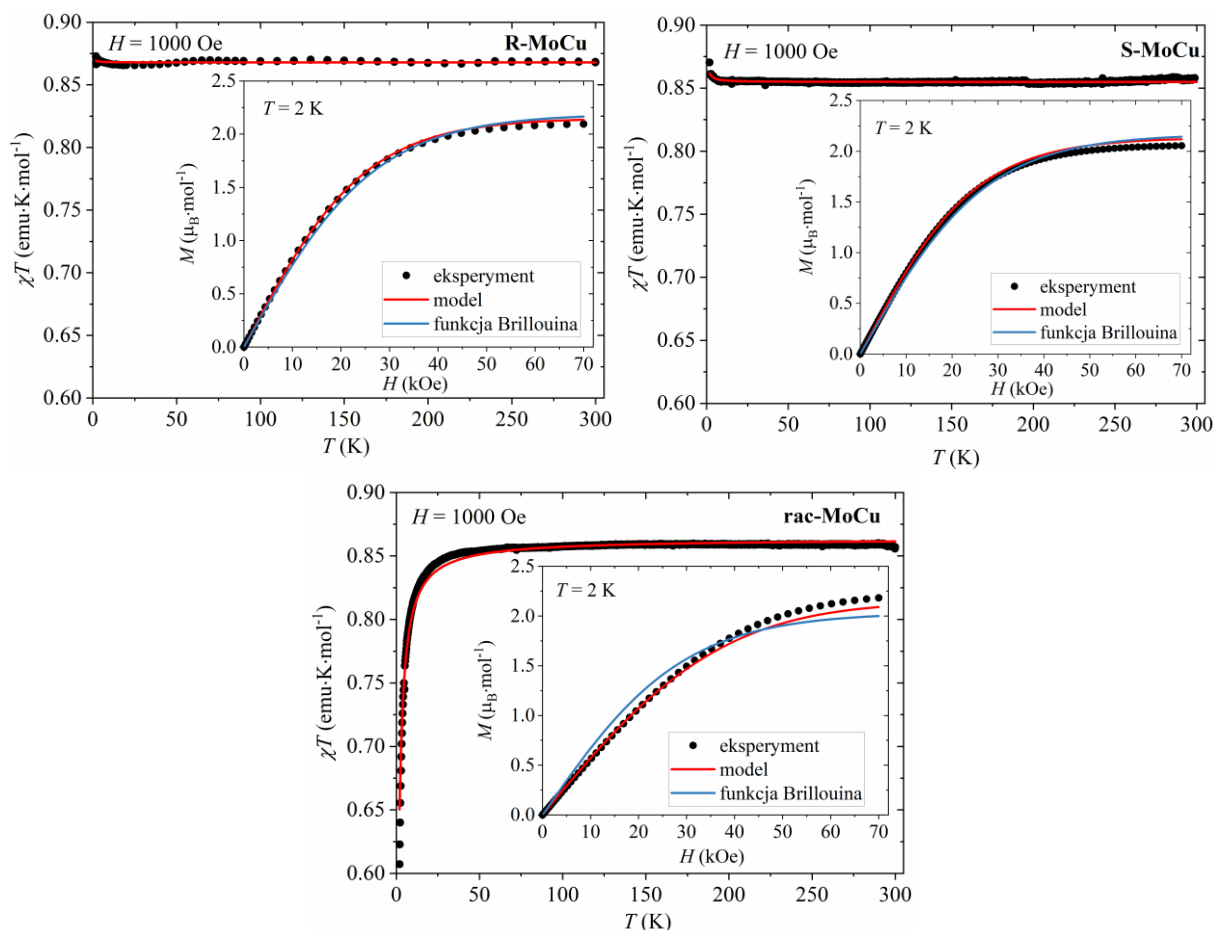 H = 1000 Oe
R-MoCu
T = 2 K
M (μB·mol⁻¹)
2.5
2.0
1.5
1.0
0.5
0.0
eksperyment
model
funkcja Brillouina
0 10 20 30 40 50 60 70
H (kOe)
χT (emu·K·mol⁻¹)
0.90
0.85
0.80
0.75
0.70
0.65
0.60
0 50 100 150 200 250 300
T (K)
H = 1000 Oe
S-MoCu
T = 2 K
M (μB·mol⁻¹)
2.5
2.0
1.5
1.0
0.5
0.0
eksperyment
model
funkcja Brillouina
0 10 20 30 40 50 60 70
H (kOe)
χT (emu·K·mol⁻¹)
0.90
0.85
0.80
0.75
0.70
0.65
0.60
0 50 100 150 200 250 300
T (K)
H = 1000 Oe
rac-MoCu
T = 2 K
M (μB·mol⁻¹)
2.5
2.0
1.5
1.0
0.5
0.0
eksperyment
model
funkcja Brillouina
0 10 20 30 40 50 60 70
H (kOe)
χT (emu·K·mol⁻¹)
0.90
0.85
0.80
0.75
0.70
0.65
0.60
0 50 100 150 200 250 300
T (K)